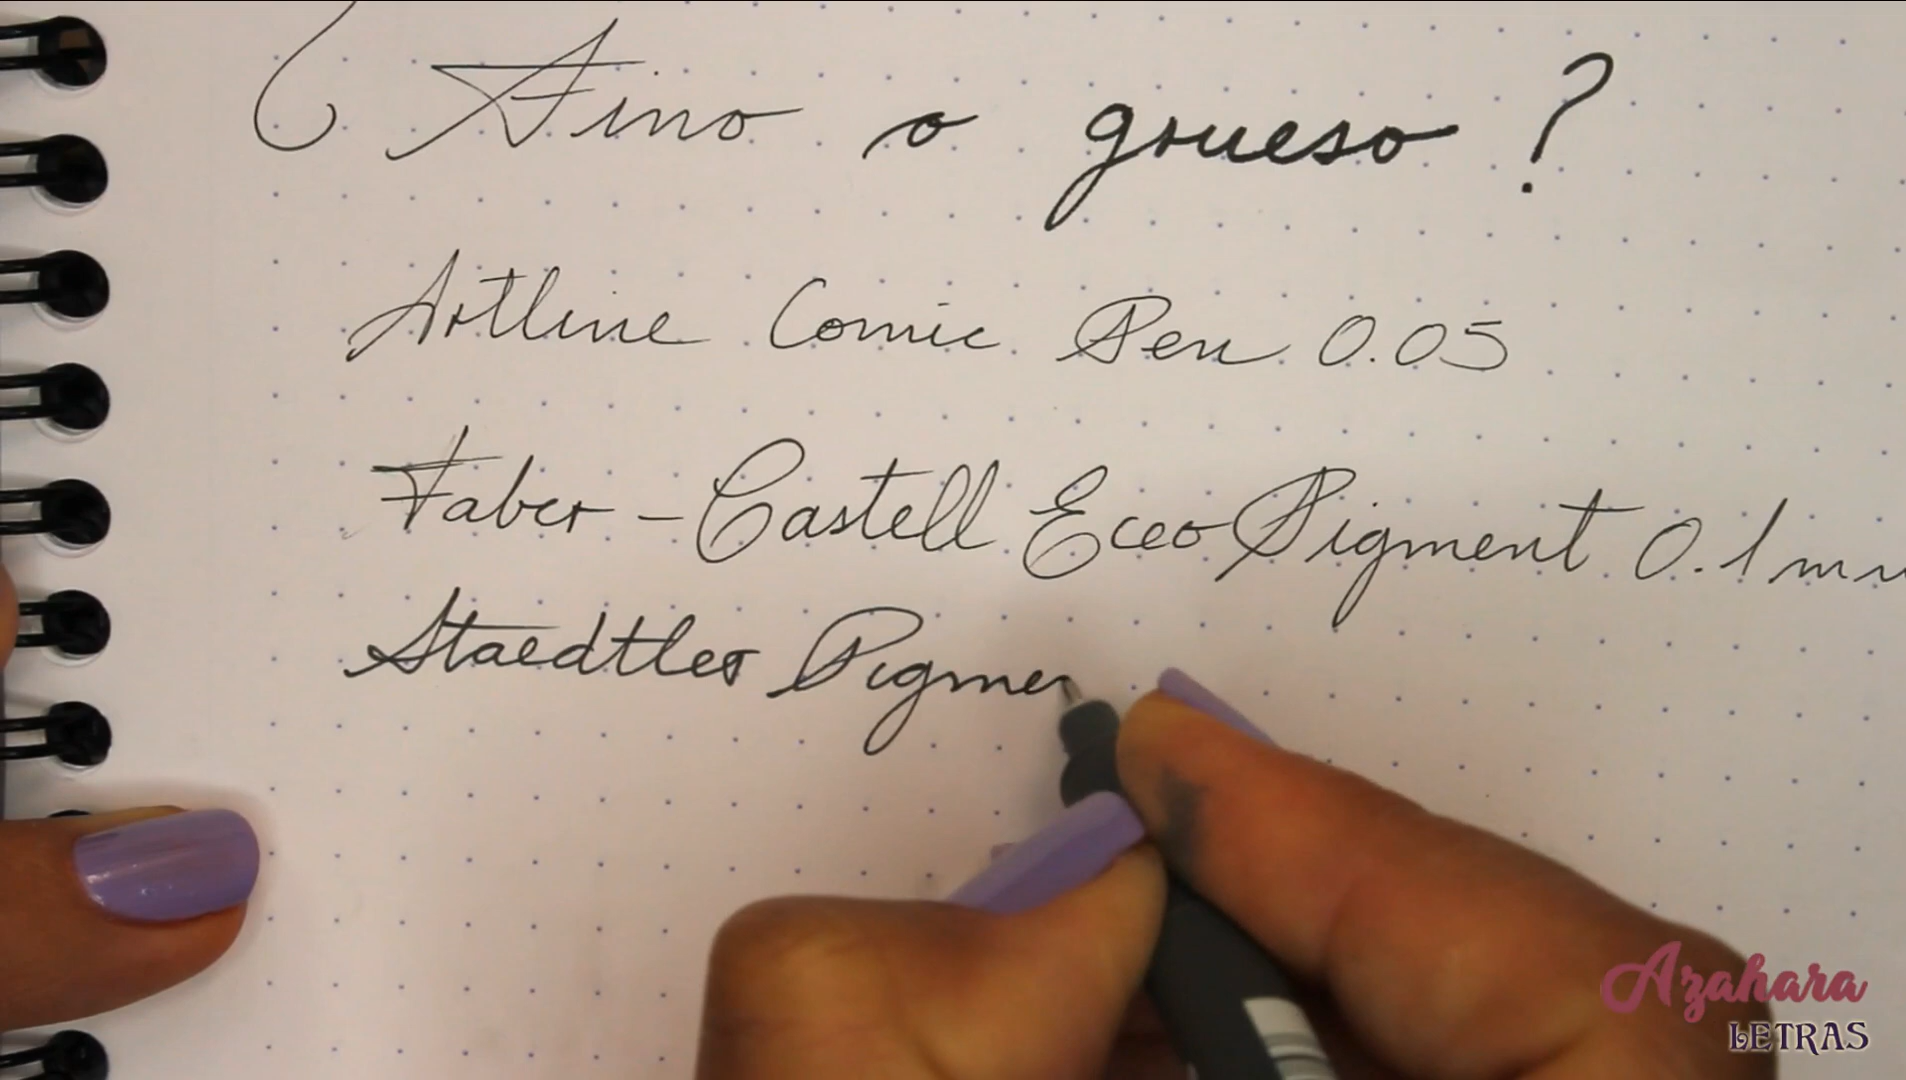 ¿Fino o grueso?
Artline Comic Pen 0.05
Faber-Castell Ecco Pigment 0.1mm
Staedtler Pigmen
Azahara
LETRAS